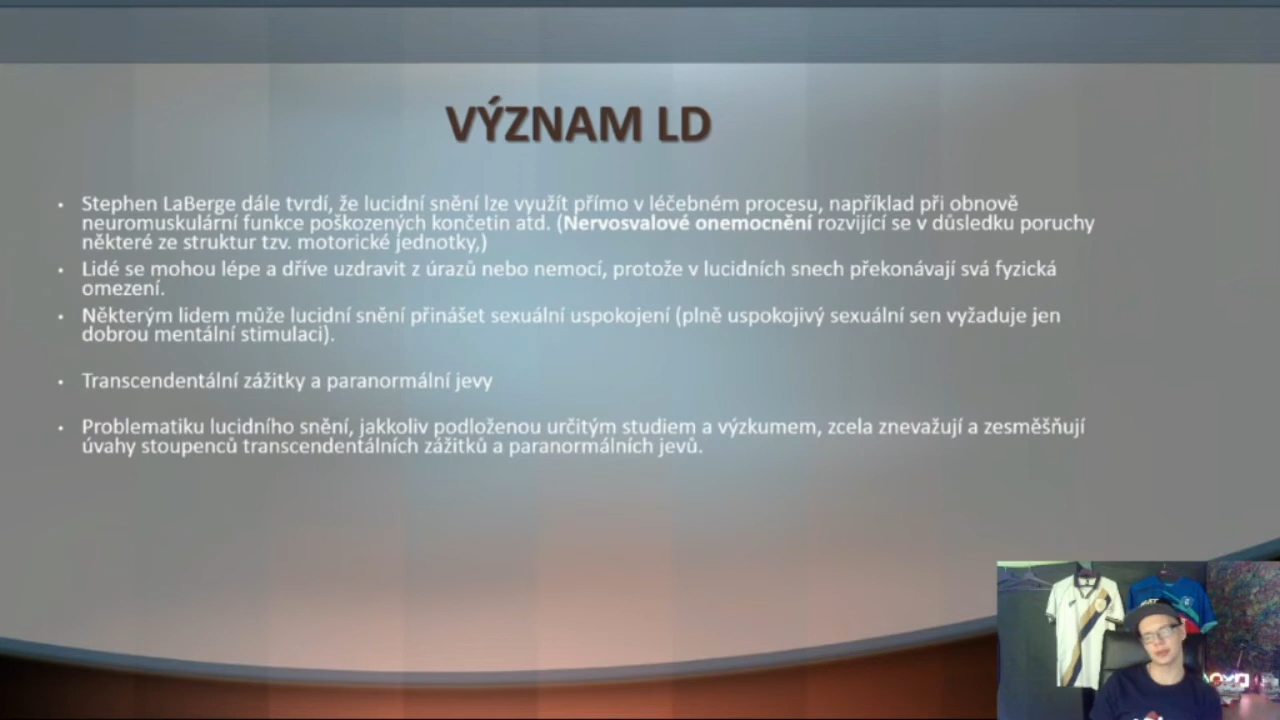 VÝZNAM LD
• Stephen LaBerge dále tvrdí, že lucidní snění lze využít přímo v léčebném procesu, například při obnově
neuromuskulární funkce poškozených končetin atd. (Nervosvalové onemocnění rozvíjící se v důsledku poruchy
některé ze struktur tzv. motorické jednotky,)
• Lidé se mohou lépe a dříve uzdravit z úrazů nebo nemocí, protože v lucidních snech překonávají svá fyzická
omezení.
• Některým lidem může lucidní snění přinášet sexuální uspokojení (plně uspokojivý sexuální sen vyžaduje jen
dobrou mentální stimulaci).
• Transcendentální zážitky a paranormální jevy
• Problematiku lucidního snění, jakkoliv podloženou určitým studiem a výzkumem, zcela znevažují a zesměšňují
úvahy stoupenců transcendentálních zážitků a paranormálních jevů.